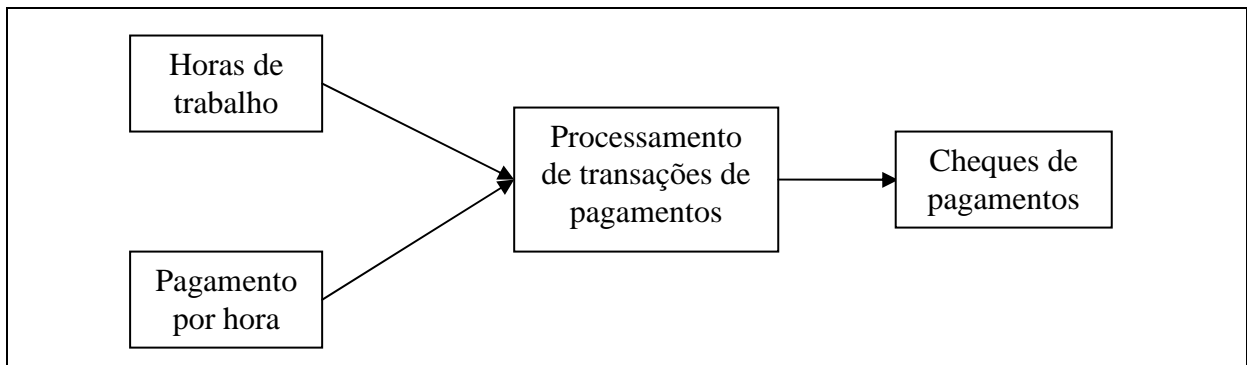 Horas de
trabalho
Pagamento
por hora
Processamento
de transações de
pagamentos
Cheques de
pagamentos